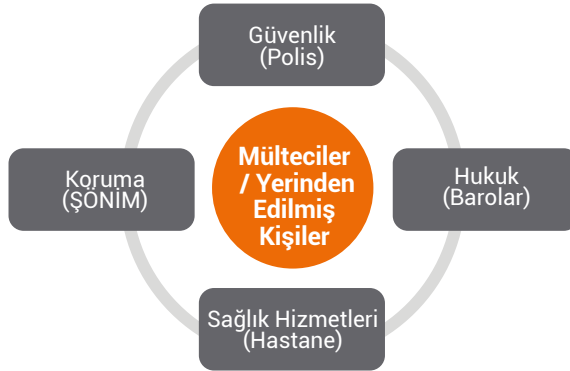 Güvenlik
(Polis)
Koruma
(ŞÖNİM)
Mülteciler
/ Yerinden
Edilmiş
Kişiler
Hukuk
(Barolar)
Sağlık Hizmetleri
(Hastane)